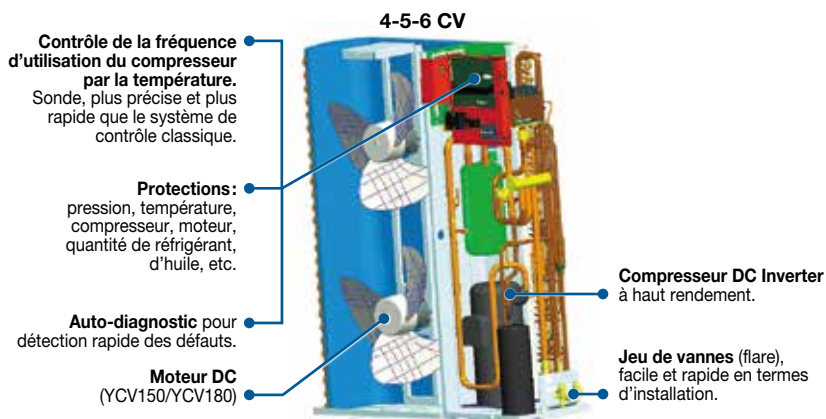 4-5-6 CV
Contrôle de la fréquence
d'utilisation du compresseur
par la température.
Sonde, plus précise et plus
rapide que le système de
contrôle classique.
Protections:
pression, température,
compresseur, moteur,
quantité de réfrigérant,
d'huile, etc.
Auto-diagnostic pour
détection rapide des défauts.
Moteur DC
(YCV150/YCV180)
Compresseur DC Inverter
à haut rendement.
Jeu de vannes (flare),
facile et rapide en termes
d'installation.